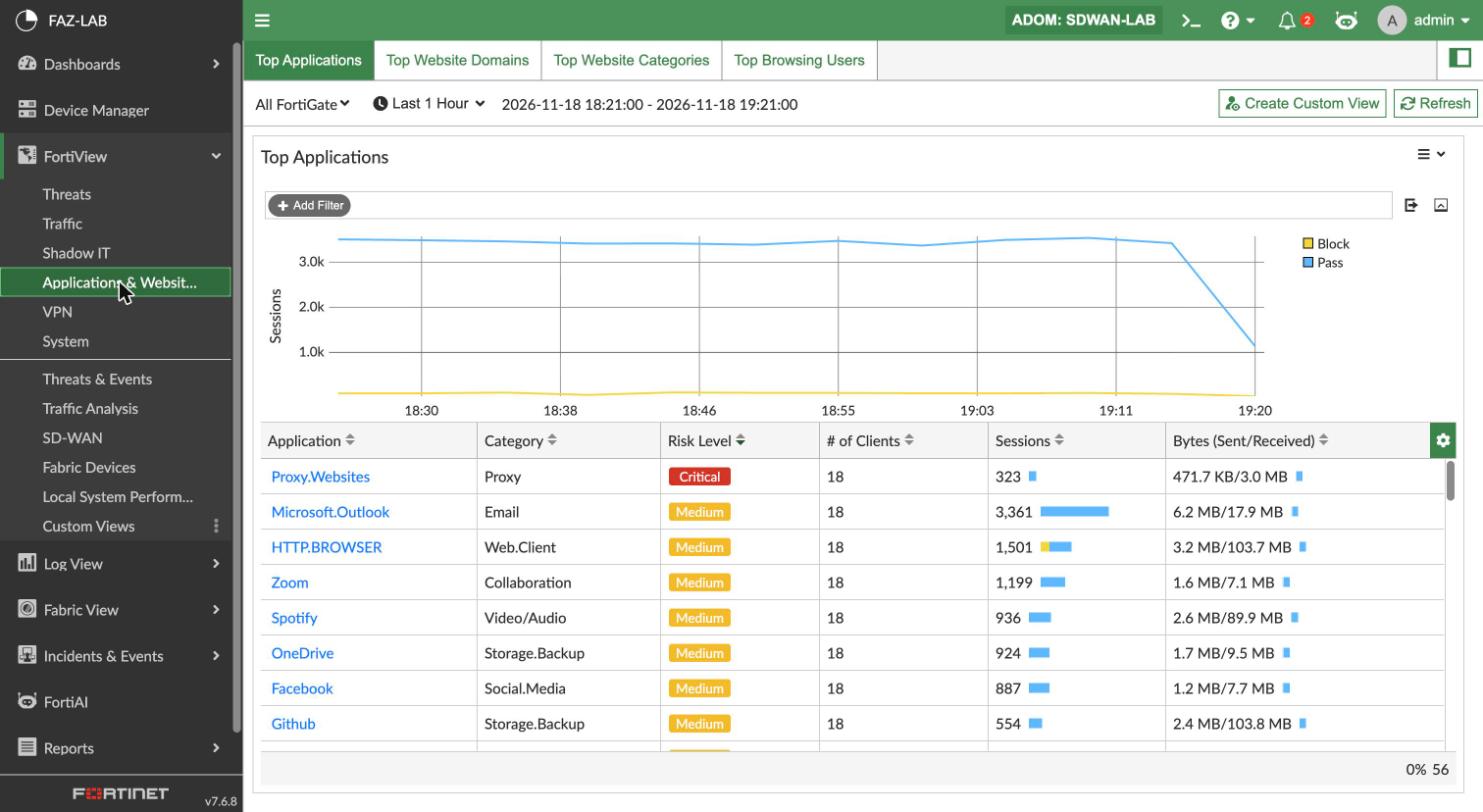 FAZ-LAB
ADOM: SDWAN-LAB
2
A
admin
Dashboards
Device Manager
FortiView
Threats
Traffic
Shadow IT
Applications & Websit...
VPN
System
Threats & Events
Traffic Analysis
SD-WAN
Fabric Devices
Local System Perform...
Custom Views
Log View
Fabric View
Incidents & Events
FortiAI
Reports
FORTINET
v7.6.8
Top Applications
Top Website Domains
Top Website Categories
Top Browsing Users
All FortiGate
Last 1 Hour
2026-11-18 18:21:00 - 2026-11-18 19:21:00
Create Custom View
Refresh
Top Applications
Add Filter
Sessions
3.0k
2.0k
1.0k
18:30 18:38 18:46 18:55 19:03 19:11 19:20
Block
Pass
Application Category Risk Level # of Clients Sessions Bytes (Sent/Received)
Proxy.Websites Proxy Critical 18 323 471.7 KB/3.0 MB
Microsoft.Outlook Email Medium 18 3,361 6.2 MB/17.9 MB
HTTP.BROWSER Web.Client Medium 18 1,501 3.2 MB/103.7 MB
Zoom Collaboration Medium 18 1,199 1.6 MB/7.1 MB
Spotify Video/Audio Medium 18 936 2.6 MB/89.9 MB
OneDrive Storage.Backup Medium 18 924 1.7 MB/9.5 MB
Facebook Social.Media Medium 18 887 1.2 MB/7.7 MB
Github Storage.Backup Medium 18 554 2.4 MB/103.8 MB
0% 56